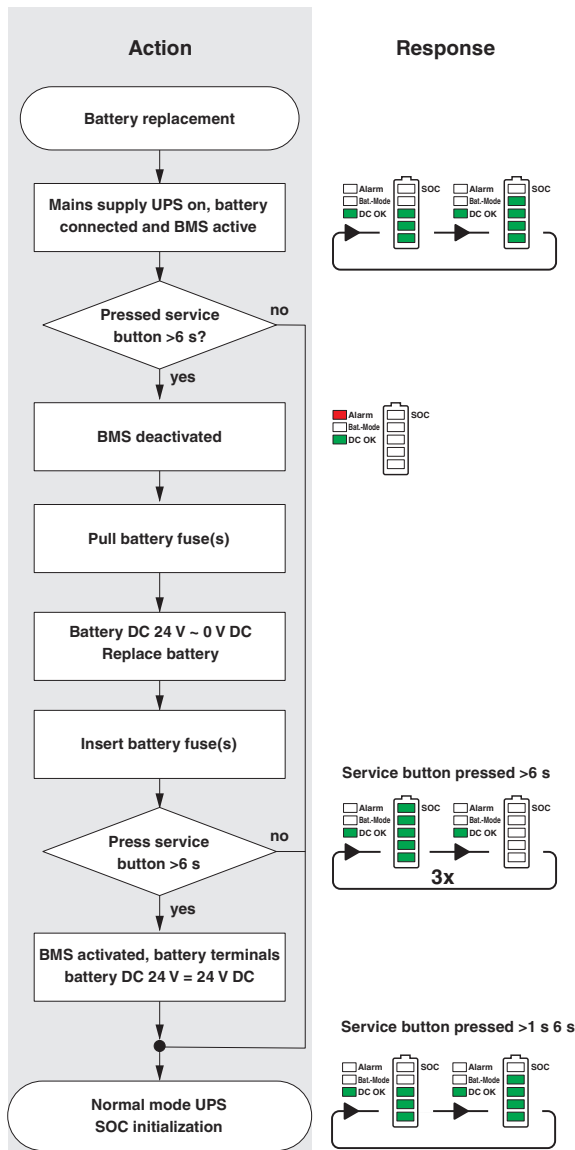 Action
Response
Battery replacement
Mains supply UPS on, battery
connected and BMS active
Alarm
Bat.-Mode
DC OK
SOC
Alarm
Bat.-Mode
DC OK
SOC
Pressed service
button >6 s?
no
yes
BMS deactivated
Alarm
Bat.-Mode
DC OK
SOC
Pull battery fuse(s)
Battery DC 24 V ~ 0 V DC
Replace battery
Insert battery fuse(s)
Service button pressed >6 s
Press service
button >6 s
no
yes
Alarm
Bat.-Mode
DC OK
SOC
Alarm
Bat.-Mode
DC OK
SOC
3x
BMS activated, battery terminals
battery DC 24 V = 24 V DC
Service button pressed >1 s 6 s
Normal mode UPS
SOC initialization
Alarm
Bat.-Mode
DC OK
SOC
Alarm
Bat.-Mode
DC OK
SOC